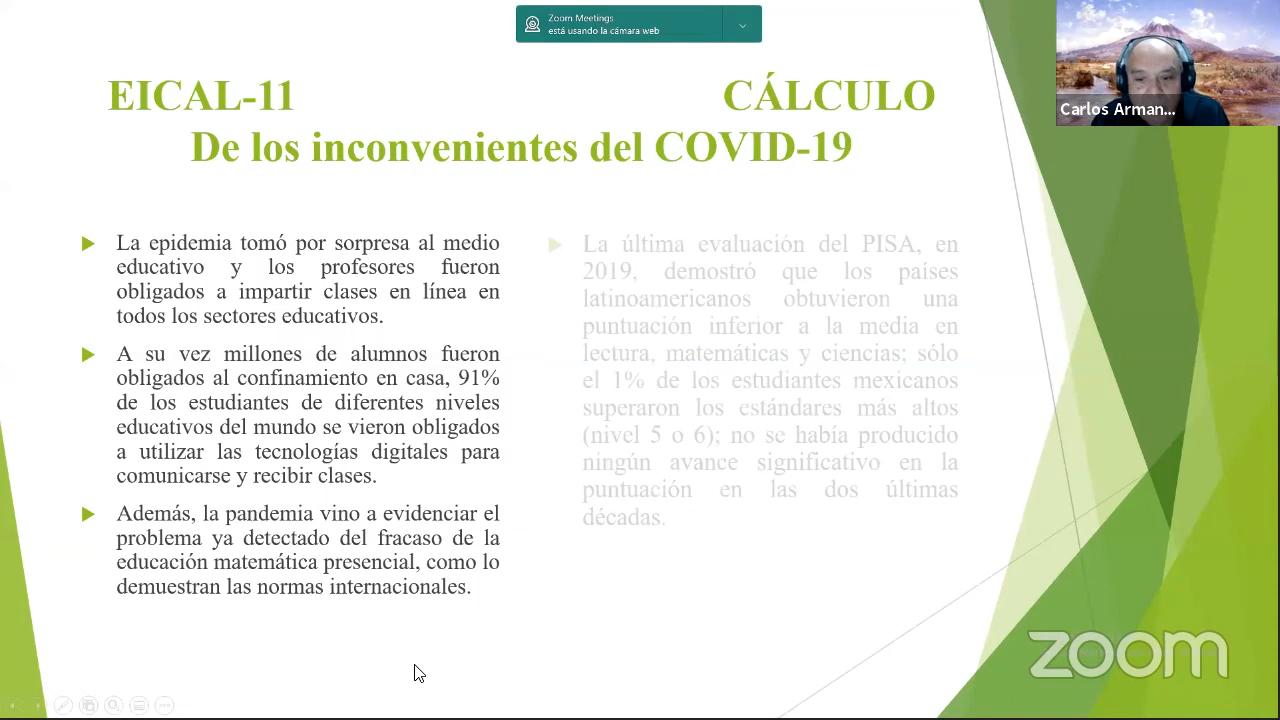 Zoom Meetings
está usando la cámara web
EICAL-11 CÁLCULO
De los inconvenientes del COVID-19
La epidemia tomó por sorpresa al medio
educativo y los profesores fueron
obligados a impartir clases en línea en
todos los sectores educativos.
A su vez millones de alumnos fueron
obligados al confinamiento en casa, 91%
de los estudiantes de diferentes niveles
educativos del mundo se vieron obligados
a utilizar las tecnologías digitales para
comunicarse y recibir clases.
Además, la pandemia vino a evidenciar el
problema ya detectado del fracaso de la
educación matemática presencial, como lo
demuestran las normas internacionales.
La última evaluación del PISA, en
2019, demostró que los países
latinoamericanos obtuvieron una
puntuación inferior a la media en
lectura, matemáticas y ciencias; sólo
el 1% de los estudiantes mexicanos
superaron los estándares más altos
(nivel 5 o 6); no se había producido
ningún avance significativo en la
puntuación en las dos últimas
décadas.
Carlos Arman...
zoom